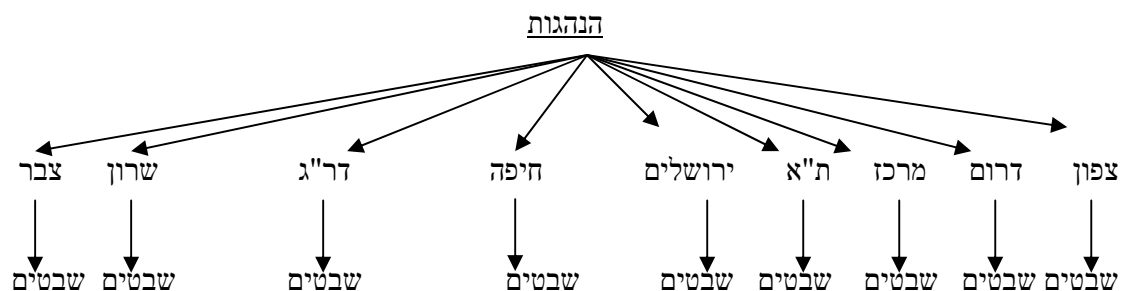 הנהגות
צפון דרום מרכז ת"א ירושלים חיפה דר"ג שרון צבר
שבטים שבטים שבטים שבטים שבטים שבטים שבטים שבטים שבטים